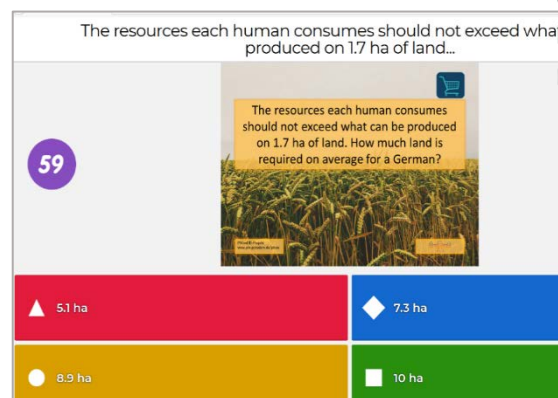 The resources each human consumes should not exceed
produced on 1.7 ha of land...
59
The resources each human consumes
should not exceed what can be produced
on 1.7 ha of land. How much land is
required on average for a German?
5.1 ha
7.3 ha
8.9 ha
10 ha